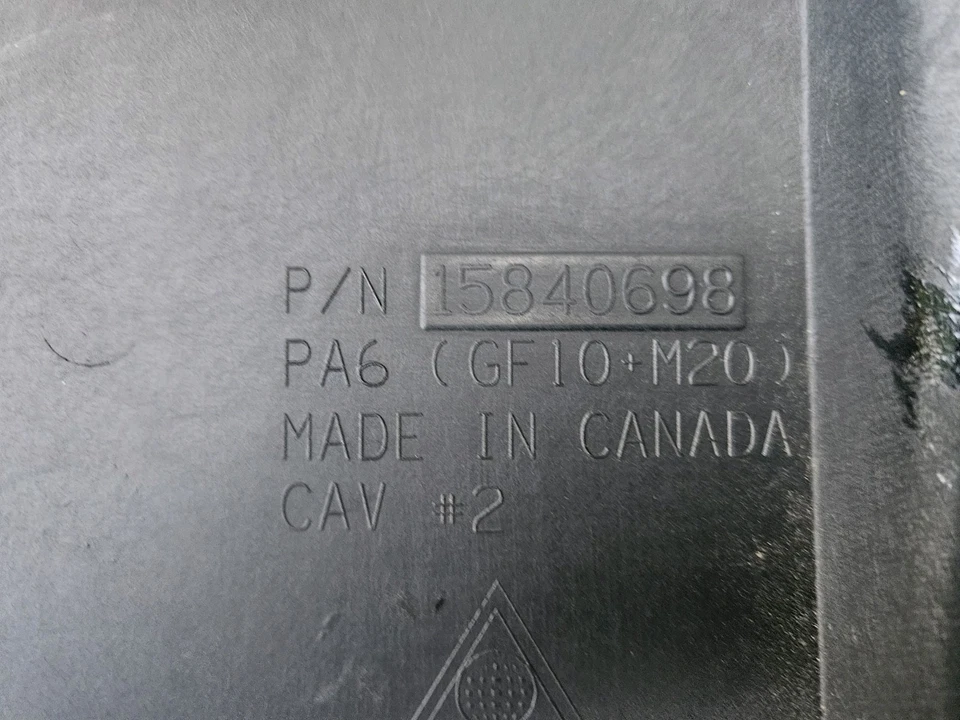 P/N 15840698
PA6 (GF10+M20)
MADE IN CANADA
CAV #2